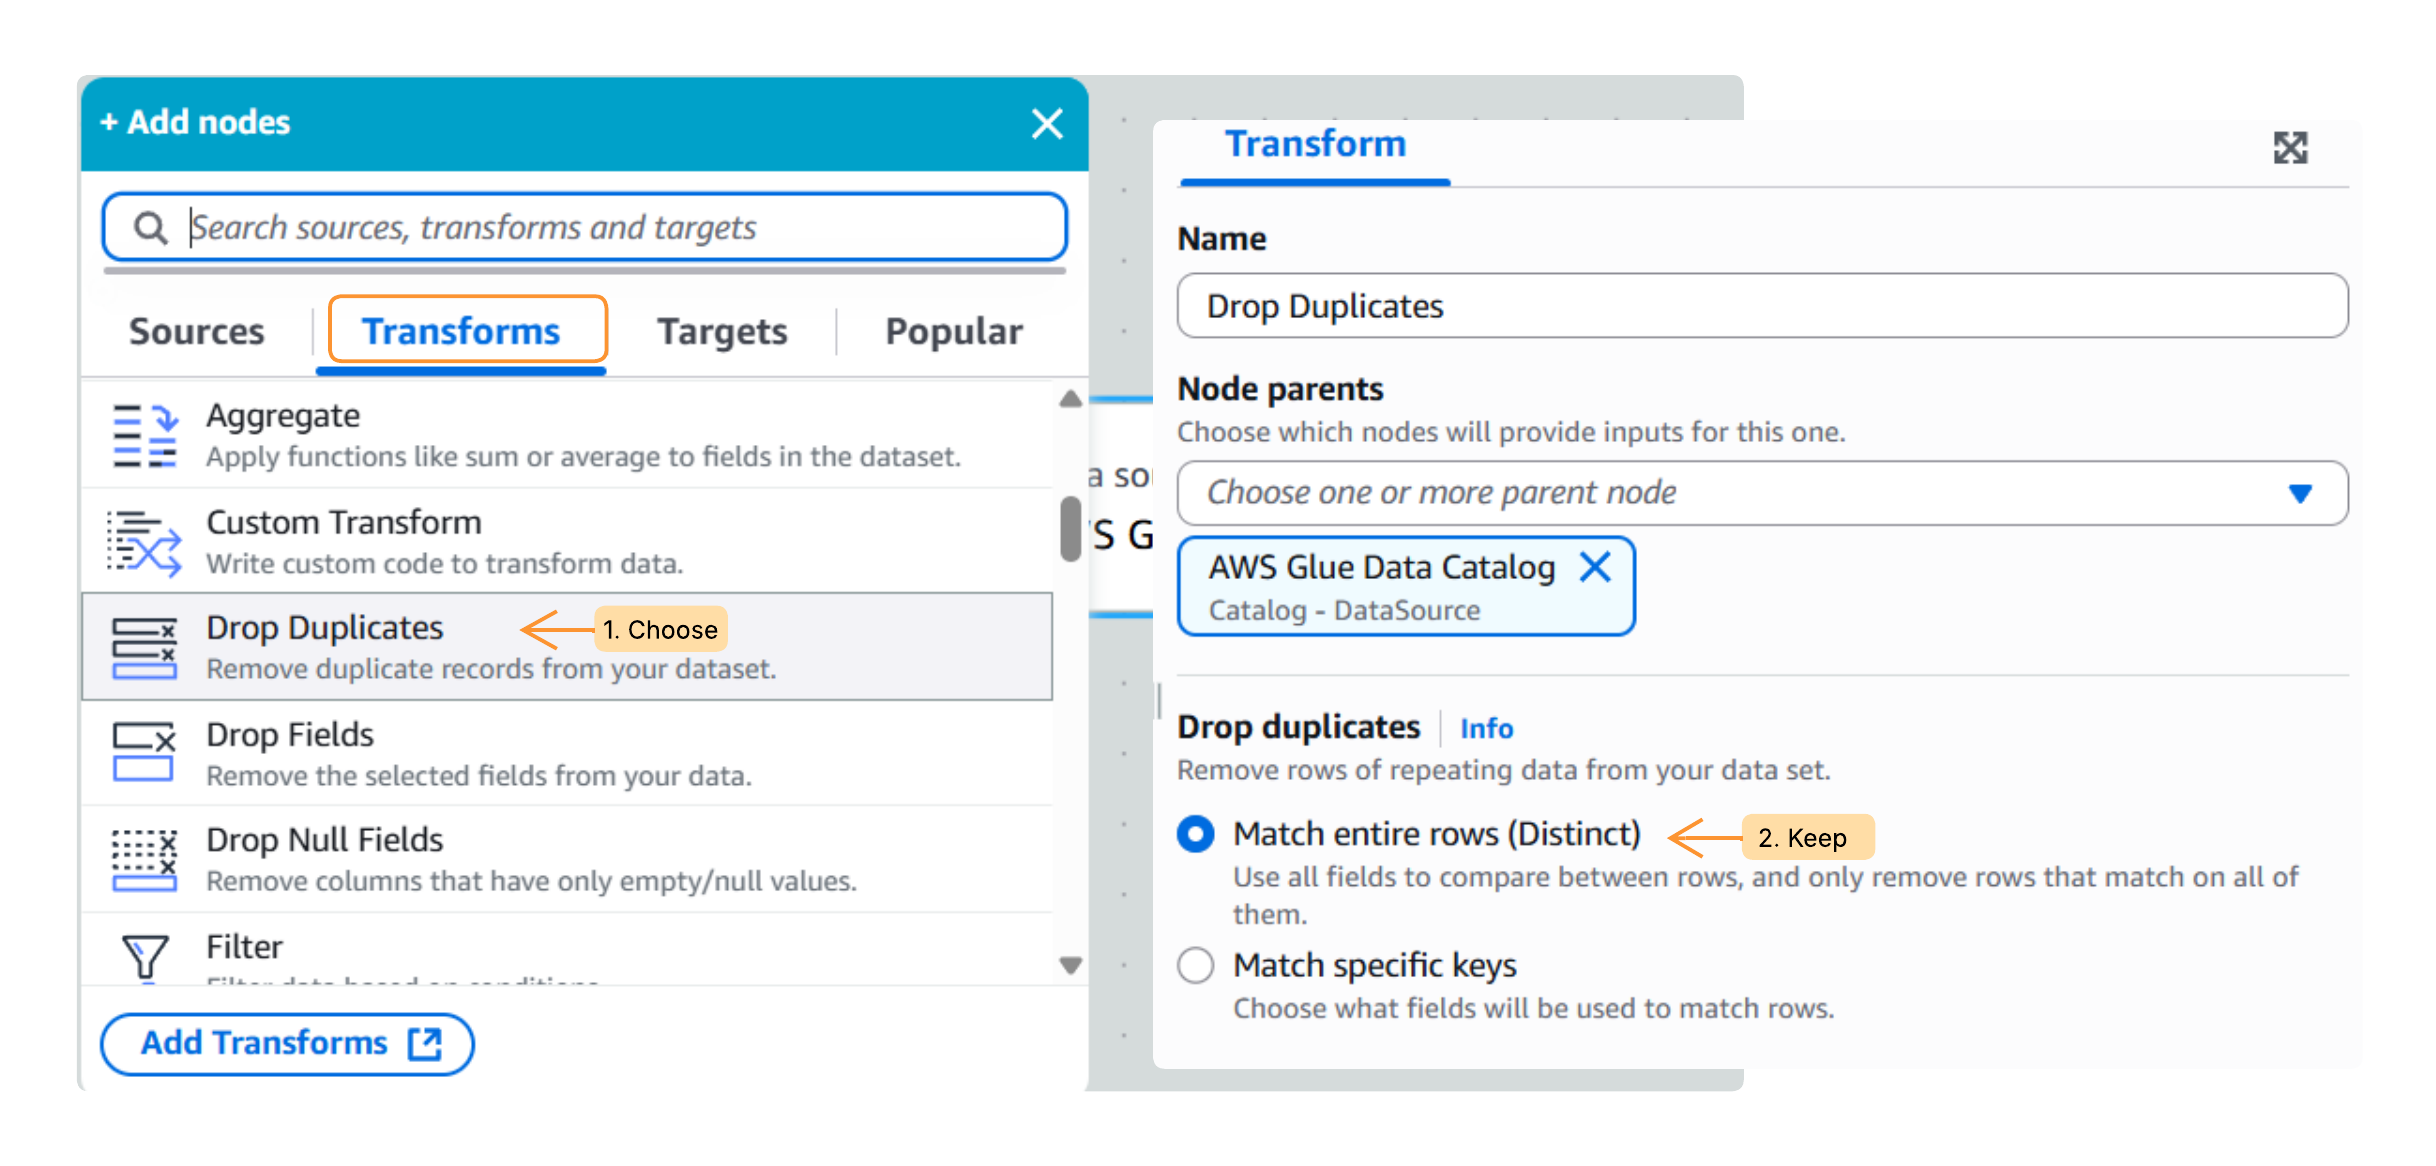 + Add nodes
Search sources, transforms and targets
Sources
Transforms
Targets
Popular
Aggregate
Apply functions like sum or average to fields in the dataset.
Custom Transform
Write custom code to transform data.
Drop Duplicates
1. Choose
Remove duplicate records from your dataset.
Drop Fields
Remove the selected fields from your data.
Drop Null Fields
Remove columns that have only empty/null values.
Filter
Filter data based on conditions
Add Transforms
a so
S G
Transform
Name
Drop Duplicates
Node parents
Choose which nodes will provide inputs for this one.
Choose one or more parent node
AWS Glue Data Catalog
Catalog - DataSource
Drop duplicates
Info
Remove rows of repeating data from your data set.
Match entire rows (Distinct)
2. Keep
Use all fields to compare between rows, and only remove rows that match on all of
them.
Match specific keys
Choose what fields will be used to match rows.